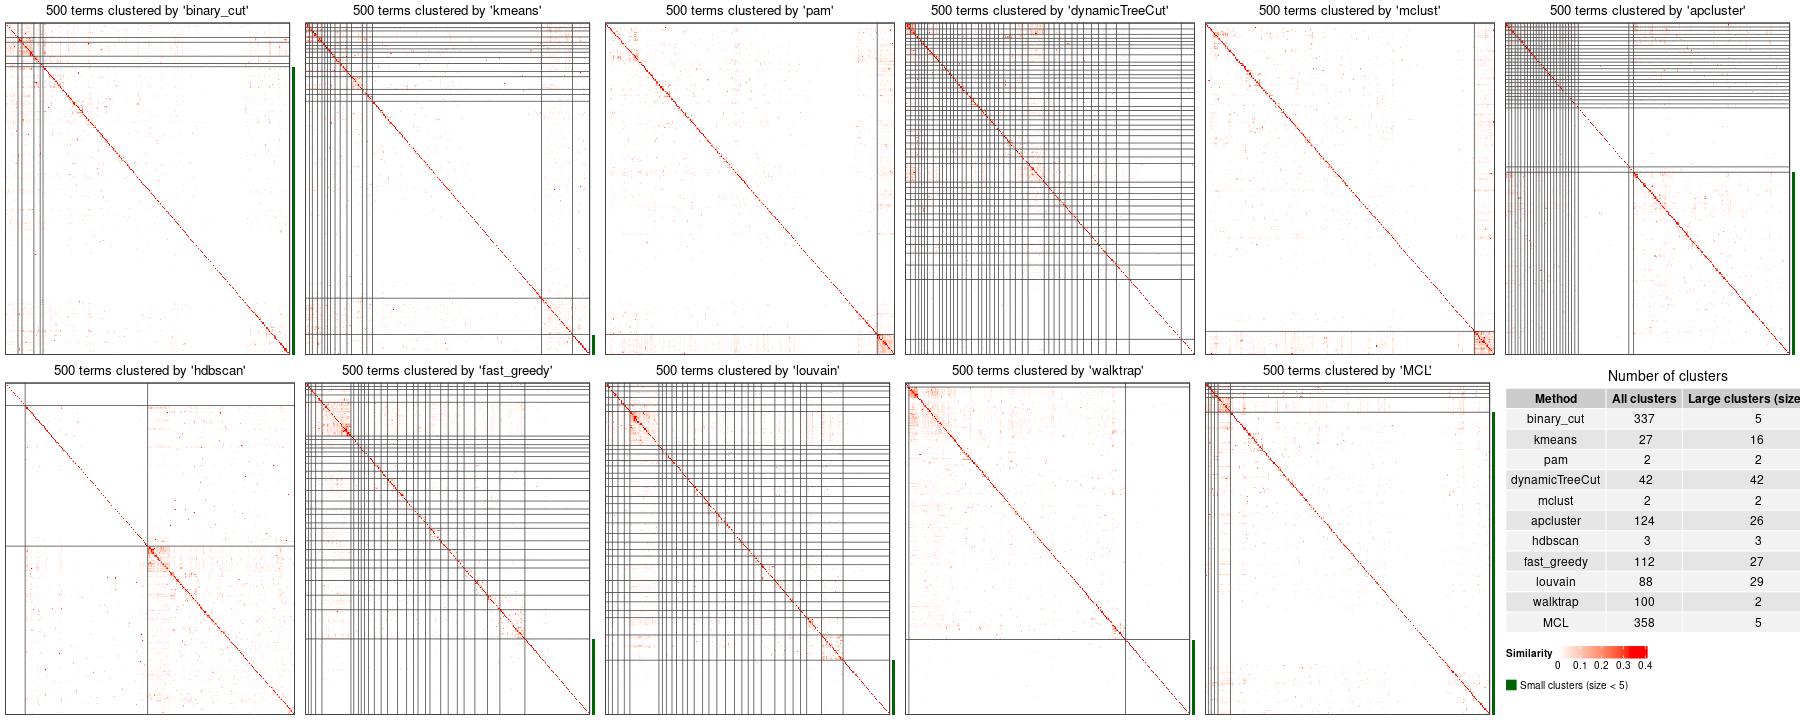 500 terms clustered by 'binary_cut'
500 terms clustered by 'kmeans'
500 terms clustered by 'pam'
500 terms clustered by 'dynamicTreeCut'
500 terms clustered by 'mclust'
500 terms clustered by 'apcluster'
500 terms clustered by 'hdbscan'
500 terms clustered by 'fast_greedy'
500 terms clustered by 'louvain'
500 terms clustered by 'walktrap'
500 terms clustered by 'MCL'
Number of clusters
Method All clusters Large clusters (size
binary_cut 337 5
kmeans 27 16
pam 2 2
dynamicTreeCut 42 42
mclust 2 2
apcluster 124 26
hdbscan 3 3
fast_greedy 112 27
louvain 88 29
walktrap 100 2
MCL 358 5
Similarity
0 0.1 0.2 0.3 0.4
Small clusters (size < 5)